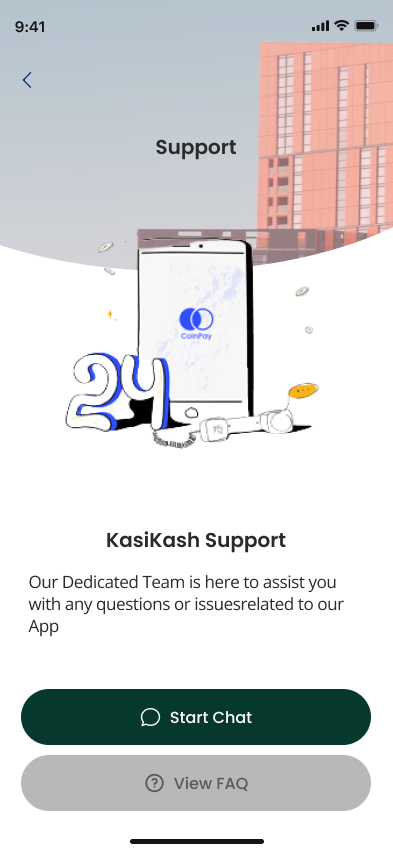 9:41
Support
CoinPay
24
KasiKash Support
Our Dedicated Team is here to assist you
with any questions or issuesrelated to our
App
Start Chat
View FAQ